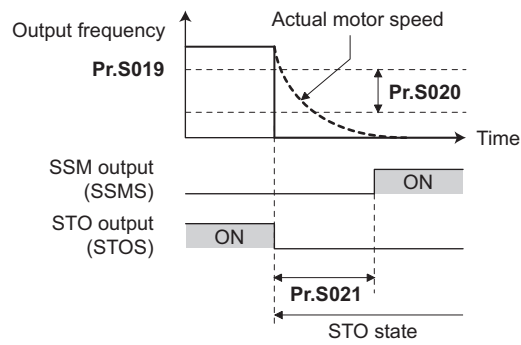 Actual motor speed
Output frequency
Pr.S019
Pr.S020
Time
SSM output
(SSMS)
ON
STO output
(STOS)
ON
Pr.S021
STO state